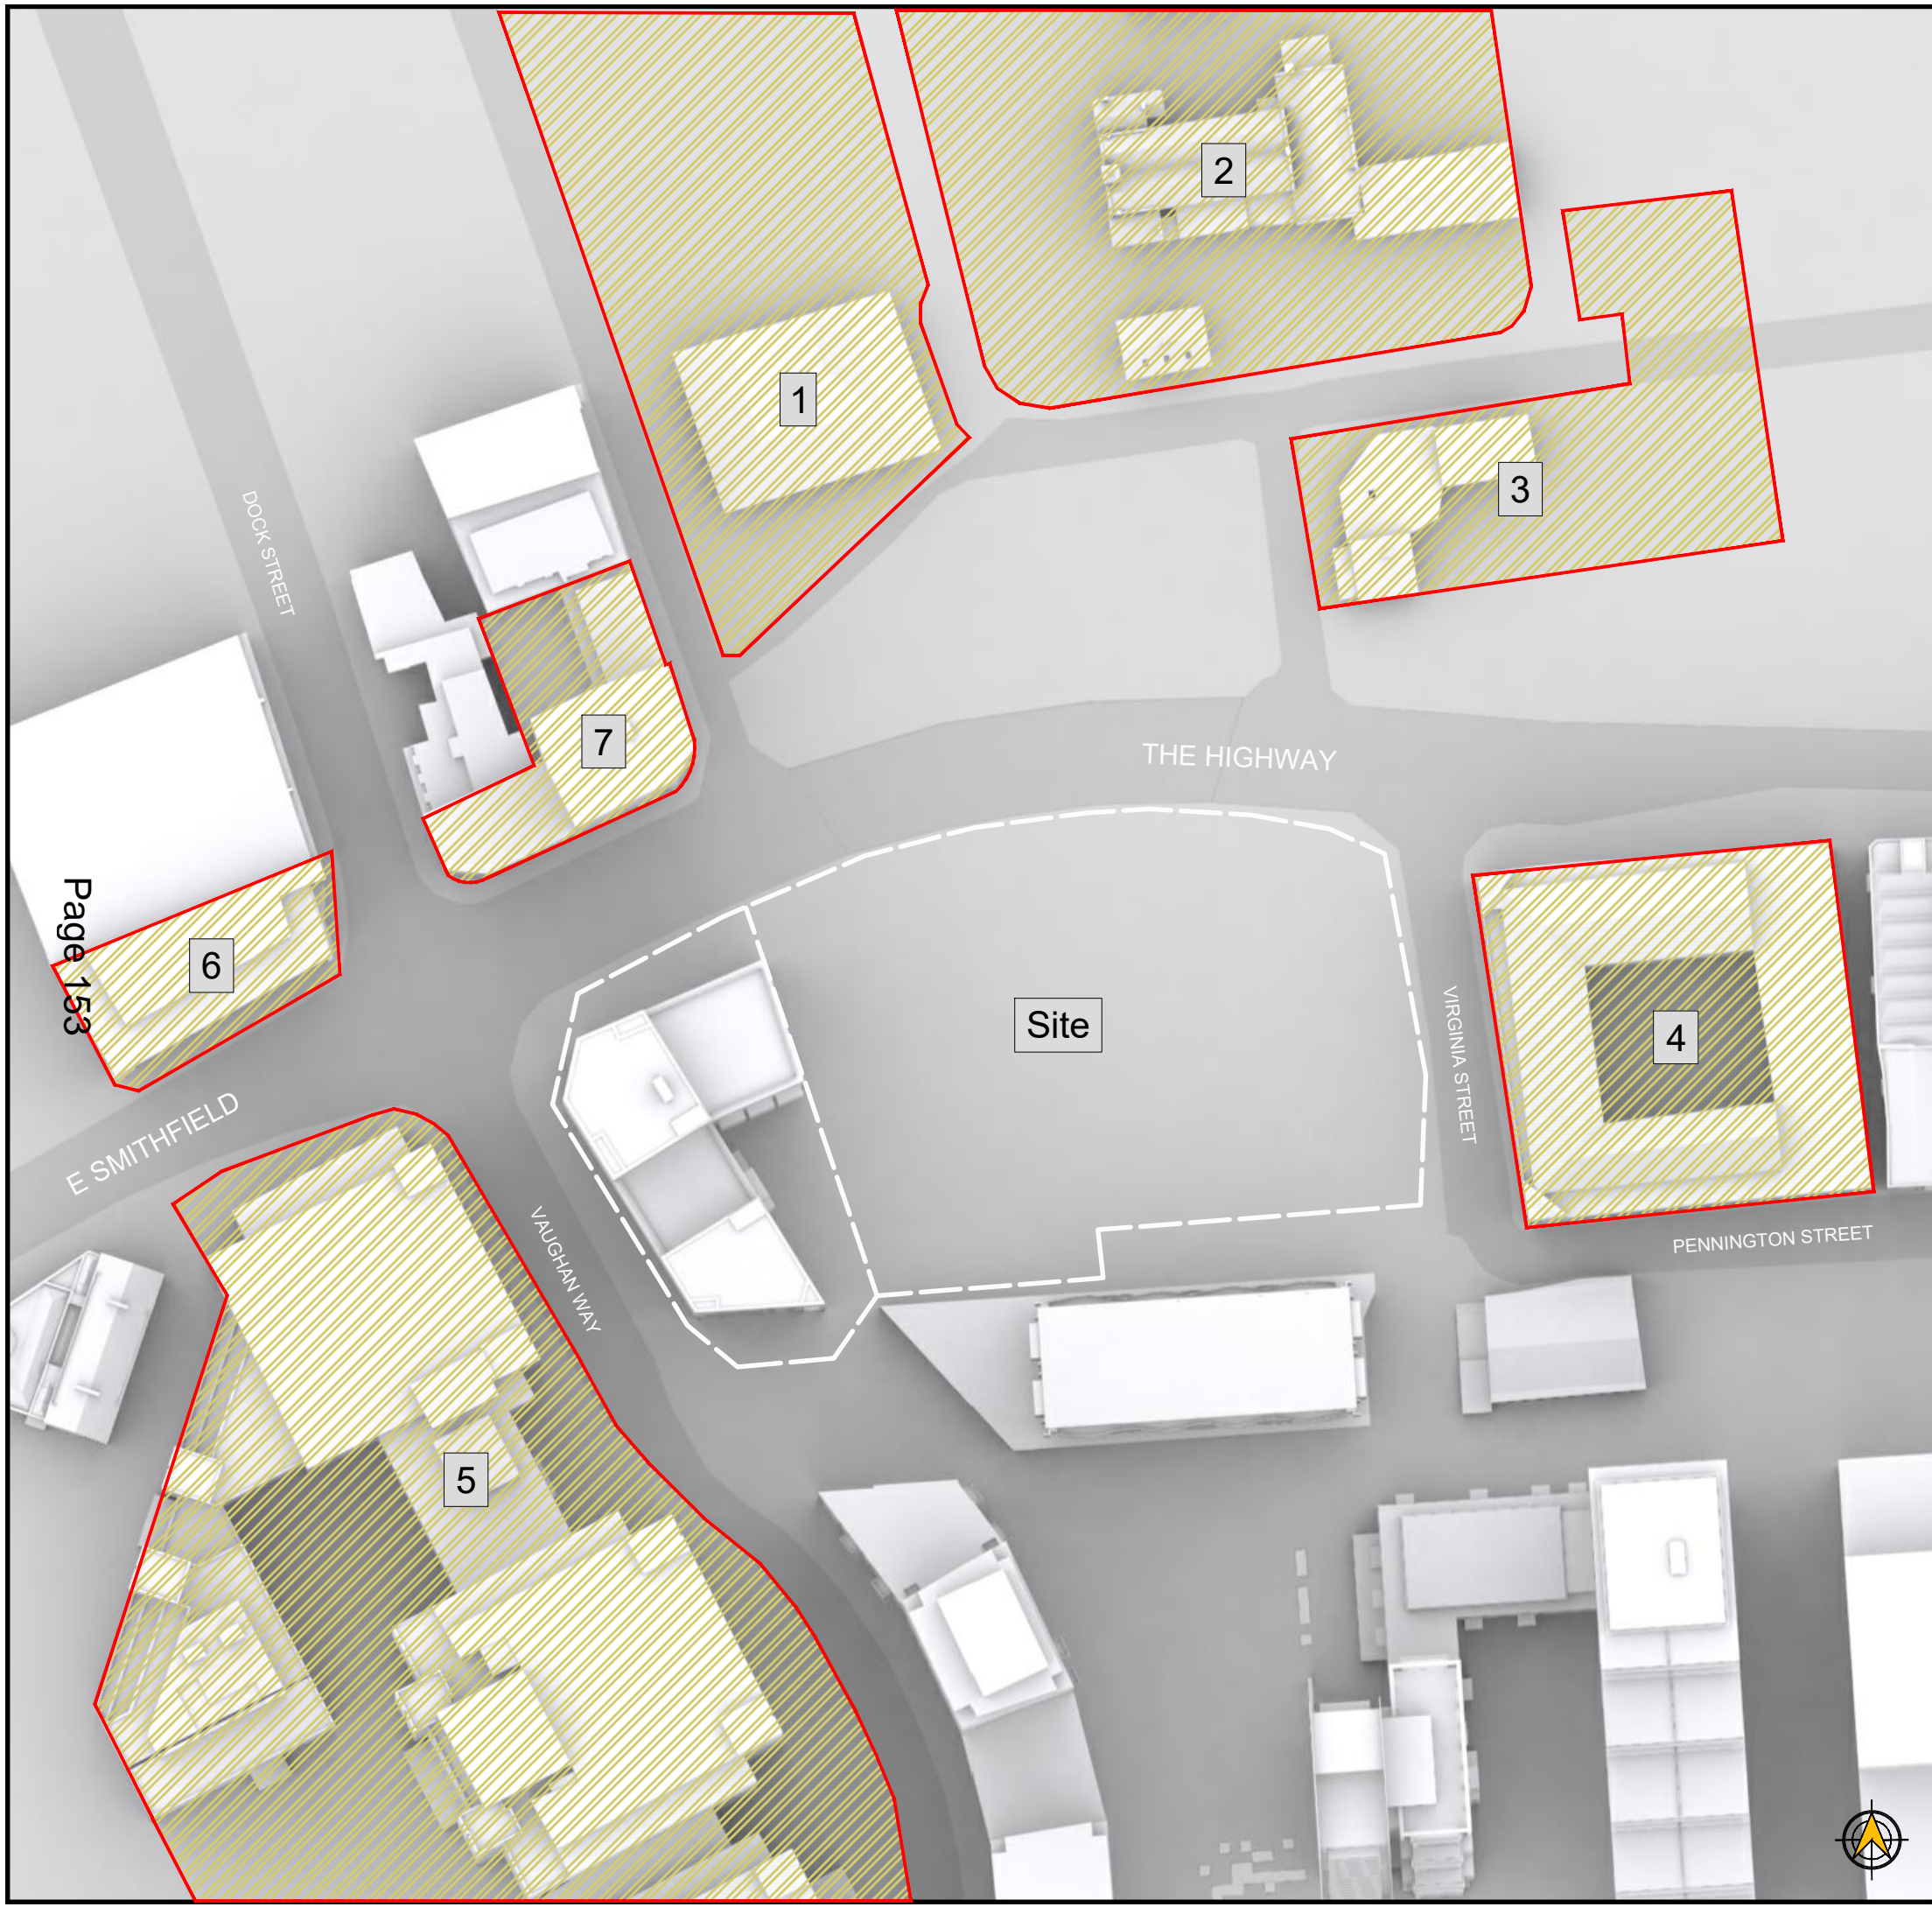 2
1
3
DOCK STREET
7
THE HIGHWAY
Page 153
6
Site
VIRGINIA STREET
4
E SMITHFIELD
VAUGHAN WAY
PENNINGTON STREET
5